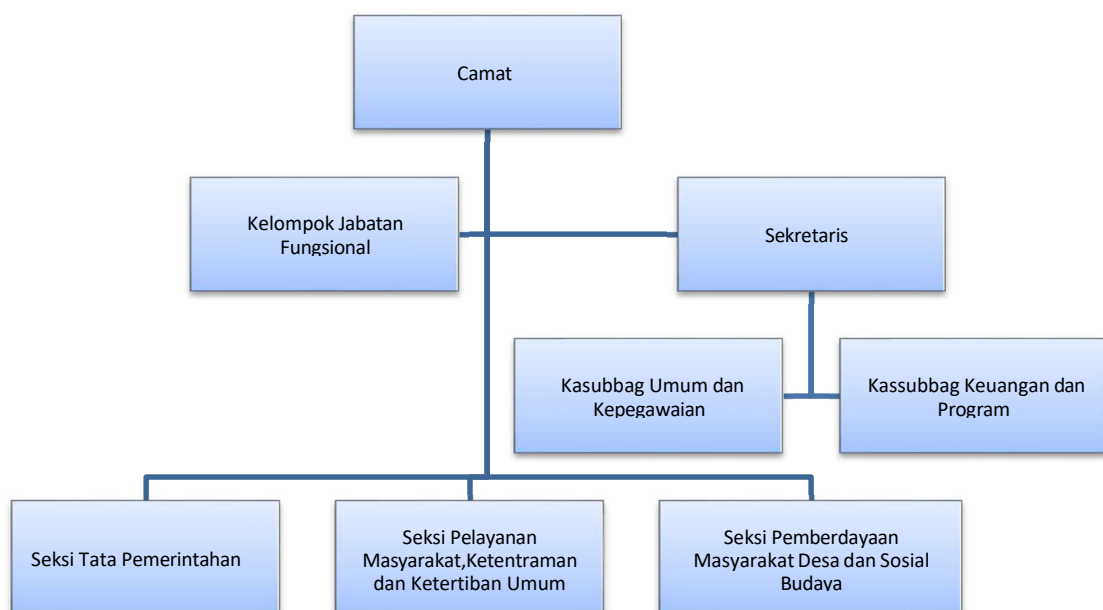 Camat
Kelompok Jabatan
Fungsional
Sekretaris
Kasubbag Umum dan
Kepegawaian
Kassubbag Keuangan dan
Program
Seksi Tata Pemerintahan
Seksi Pelayanan
Masyarakat,Ketentraman
dan Ketertiban Umum
Seksi Pemberdayaan
Masyarakat Desa dan Sosial
Budaya